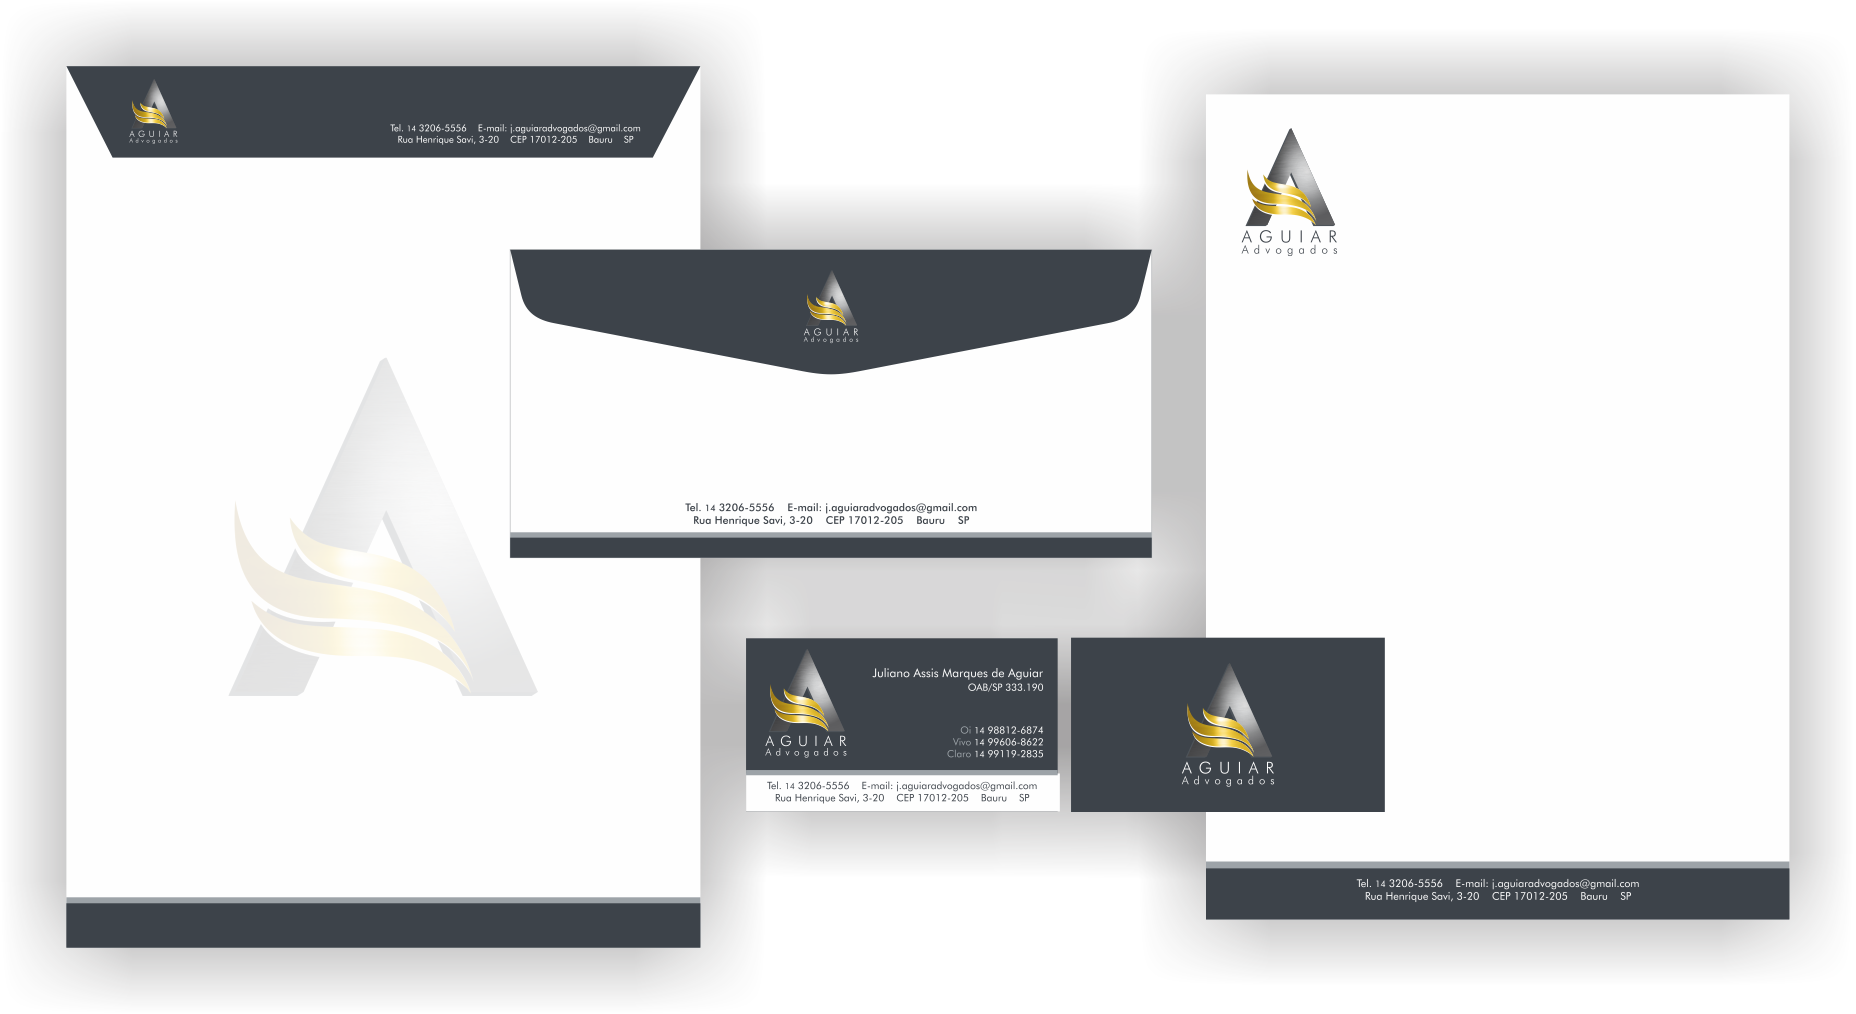 AGUIAR
Advogados
Tel. 14 3206-5556 E-mail: j.aguiaradvogados@gmail.com
Rua Henrique Savi, 3-20 CEP 17012-205 Bauru SP
AGUIAR
Advogados
Tel. 14 3206-5556 E-mail: j.aguiaradvogados@gmail.com
Rua Henrique Savi, 3-20 CEP 17012-205 Bauru SP
AGUIAR
Advogados
Juliano Assis Marques de Aguiar
OAB/SP 333.190
Oi 14 98812-6874
Vivo 14 99606-8622
Claro 14 99119-2835
Tel. 14 3206-5556 E-mail: j.aguiaradvogados@gmail.com
Rua Henrique Savi, 3-20 CEP 17012-205 Bauru SP
AGUIAR
Advogados
AGUIAR
Advogados
Tel. 14 3206-5556 E-mail: j.aguiaradvogados@gmail.com
Rua Henrique Savi, 3-20 CEP 17012-205 Bauru SP